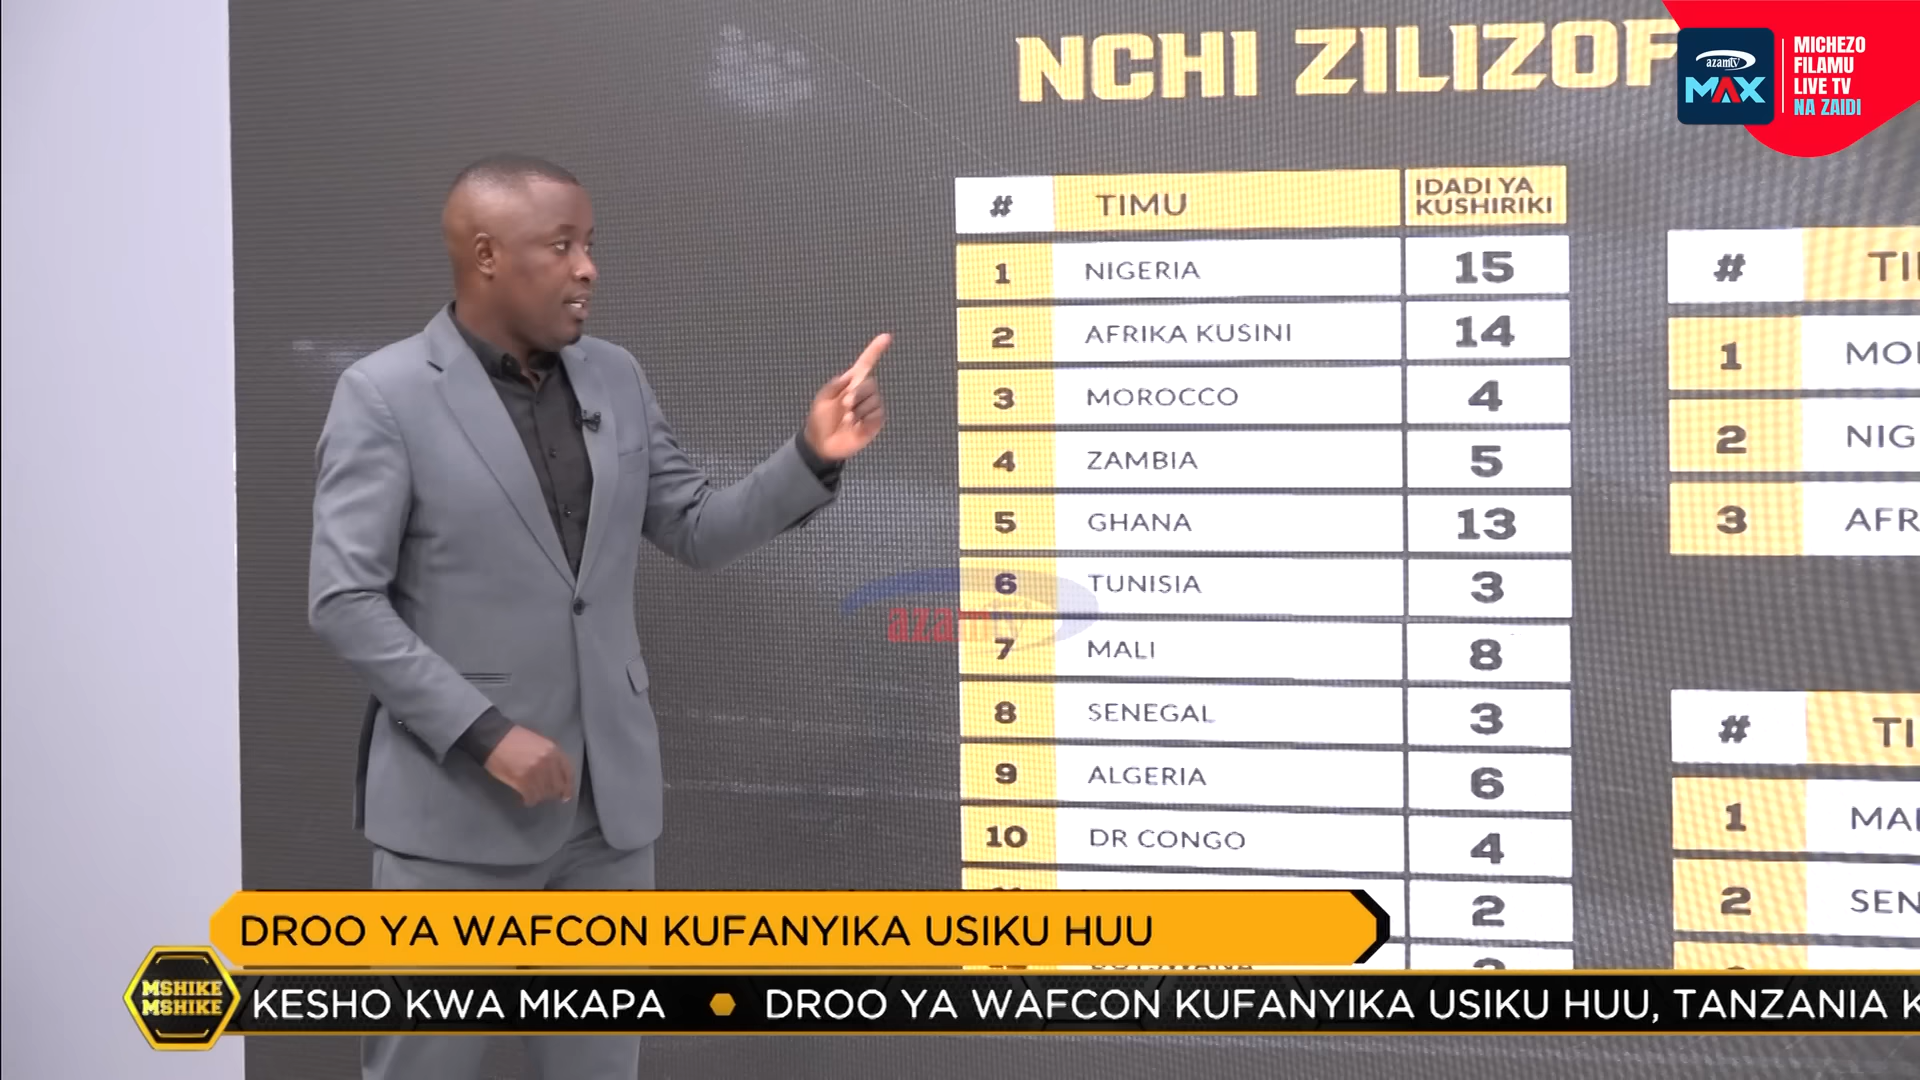 NCHI ZILIZOF
azamtv
MAX
MICHEZO
FILAMU
LIVE TV
NA ZAIDI
# TIMU IDADI YA
KUSHIRIKI
1 NIGERIA 15
2 AFRIKA KUSINI 14
3 MOROCCO 4
4 ZAMBIA 5
5 GHANA 13
6 TUNISIA 3
7 MALI 8
8 SENEGAL 3
9 ALGERIA 6
10 DR CONGO 4
2
# TI
1 MO
2 NIG
3 AFR
# TI
1 MA
2 SEN
azamtv
DROO YA WAFCON KUFANYIKA USIKU HUU
MSHIKE
MSHIKE
KESHO KWA MKAPA DROO YA WAFCON KUFANYIKA USIKU HUU, TANZANIA K